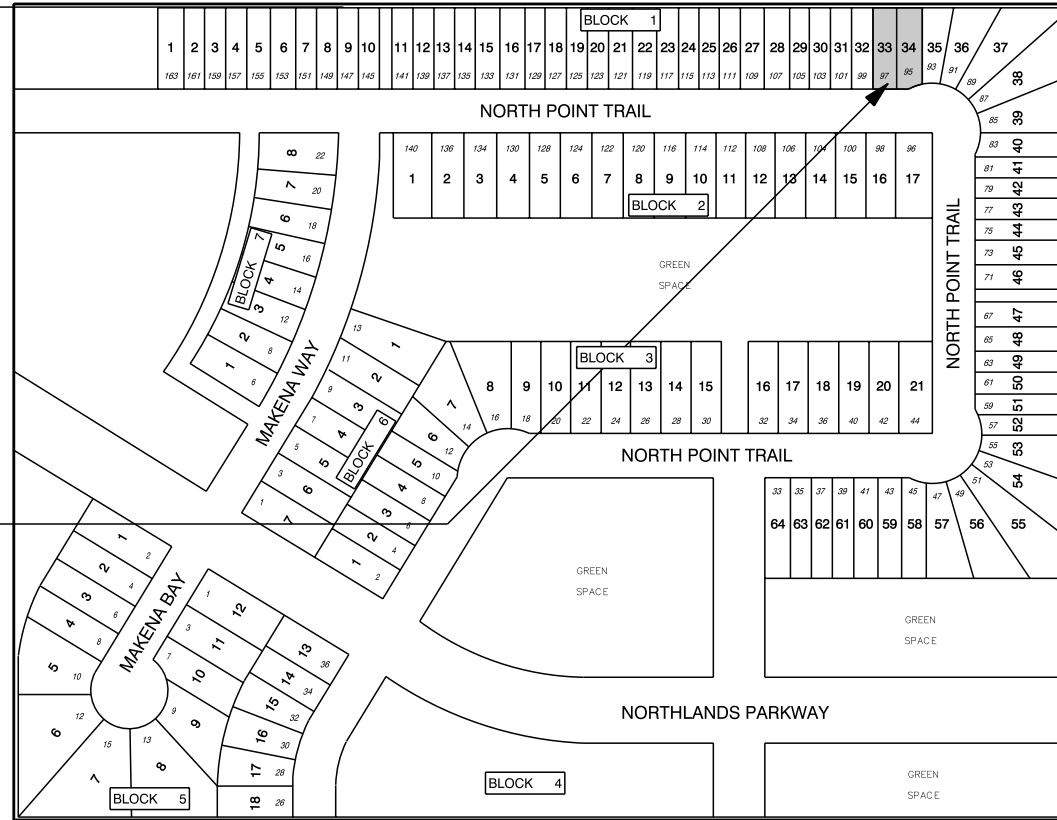 BLOCK 1
1 2 3 4 5 6 7 8 9 10 11 12 13 14 15 16 17 18 19 20 21 22 23 24 25 26 27 28 29 30 31 32 33 34 35 36 37
163 161 159 157 155 153 151 149 147 145 141 139 137 135 133 131 129 127 125 123 121 119 117 115 113 111 109 107 105 103 101 99 97 95 93 91 89
38
87
39
85
NORTH POINT TRAIL
40
83
41
81
42
79
43
77
44
75
45
73
46
71
47
67
48
65
49
63
50
61
51
59
52
57
53
55
54
53
51
NORTH POINT TRAIL
140 136 134 130 128 124 122 120 116 114 112 108 106 104 100 98 96
1 2 3 4 5 6 7 8 9 10 11 12 13 14 15 16 17
BLOCK 2
GREEN
SPACE
8 22
7 20
6 18
5 16
4 14
3 12
2 8
1 6
BLOCK 7
MAKENA WAY
13 1
11 2
9 3
7 4
5 5
3 6
1 7
BLOCK 6
BLOCK 3
8 9 10 11 12 13 14 15 16 17 18 19 20 21
16 18 20 22 24 26 28 30 32 34 36 38 40 42 44
7 14
6 12
5 10
4 8
3 6
2 4
1 2
NORTH POINT TRAIL
33 35 37 39 41 43 45 47 49
64 63 62 61 60 59 58 57 56 55
GREEN
SPACE
GREEN
SPACE
1 2
2 4
3 6
4 8
5 10
6 12
7 15
8 13
9 9
10 7
11 3
12 1
MAKENA BAY
13 36
14 34
15 32
16 30
17 28
18 26
BLOCK 5
NORTHLANDS PARKWAY
BLOCK 4
GREEN
SPACE